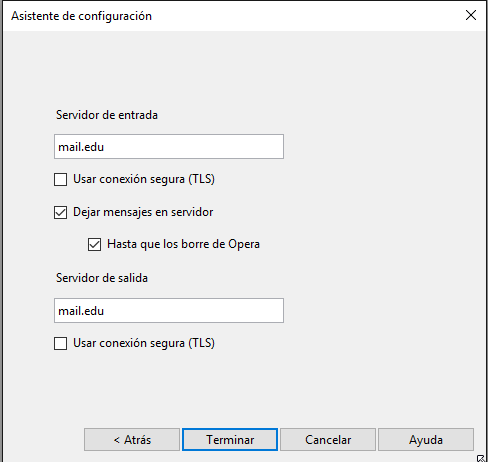 Asistente de configuración
Servidor de entrada
mail.edu
Usar conexión segura (TLS)
Dejar mensajes en servidor
Hasta que los borre de Opera
Servidor de salida
mail.edu
Usar conexión segura (TLS)
< Atrás Terminar Cancelar Ayuda